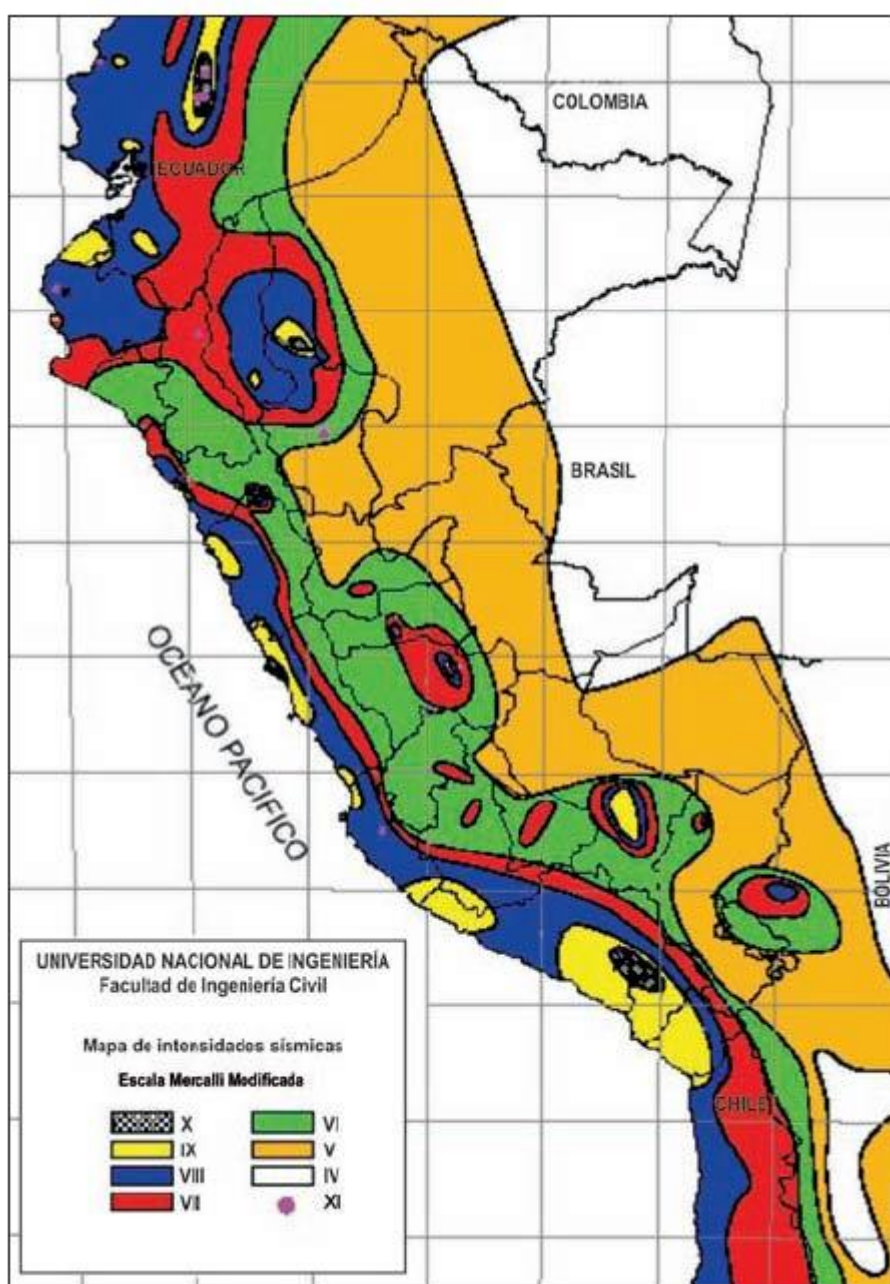 COLOMBIA
ECUADOR
BRASIL
OCEANO PACIFICO
BOLIVIA
CHILE
UNIVERSIDAD NACIONAL DE INGENIERÍA
Facultad de Ingeniería Civil
Mapa de intensidades sísmicas
Escala Mercalli Modificada
X VI
IX V
VIII IV
VII XI